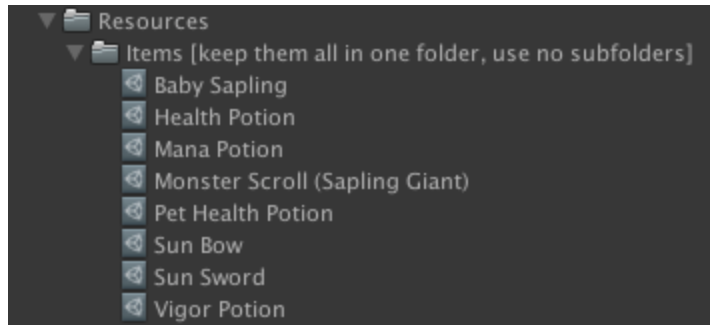 Resources
Items [keep them all in one folder, use no subfolders]
Baby Sapling
Health Potion
Mana Potion
Monster Scroll (Sapling Giant)
Pet Health Potion
Sun Bow
Sun Sword
Vigor Potion